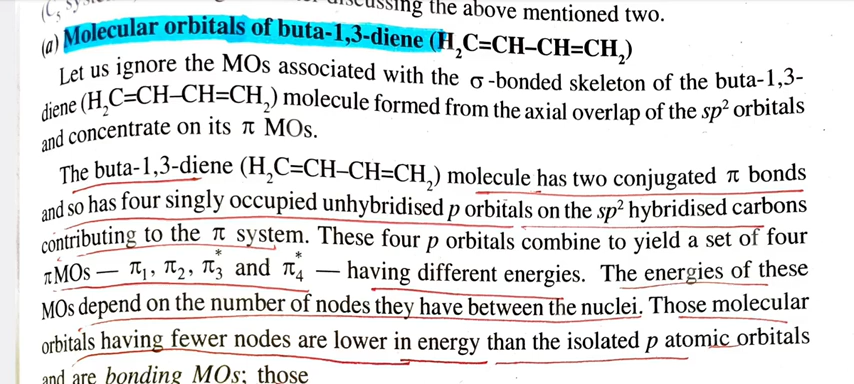 (C₅ sy discussing the above mentioned two.
(a) Molecular orbitals of buta-1,3-diene (H₂C=CH–CH=CH₂)
Let us ignore the MOs associated with the σ-bonded skeleton of the buta-1,3-
diene (H₂C=CH–CH=CH₂) molecule formed from the axial overlap of the sp² orbitals
and concentrate on its π MOs.
The buta-1,3-diene (H₂C=CH–CH=CH₂) molecule has two conjugated π bonds
and so has four singly occupied unhybridised p orbitals on the sp² hybridised carbons
contributing to the π system. These four p orbitals combine to yield a set of four
πMOs — π₁, π₂, π₃* and π₄* — having different energies. The energies of these
MOs depend on the number of nodes they have between the nuclei. Those molecular
orbitals having fewer nodes are lower in energy than the isolated p atomic orbitals
and are bonding MOs; those